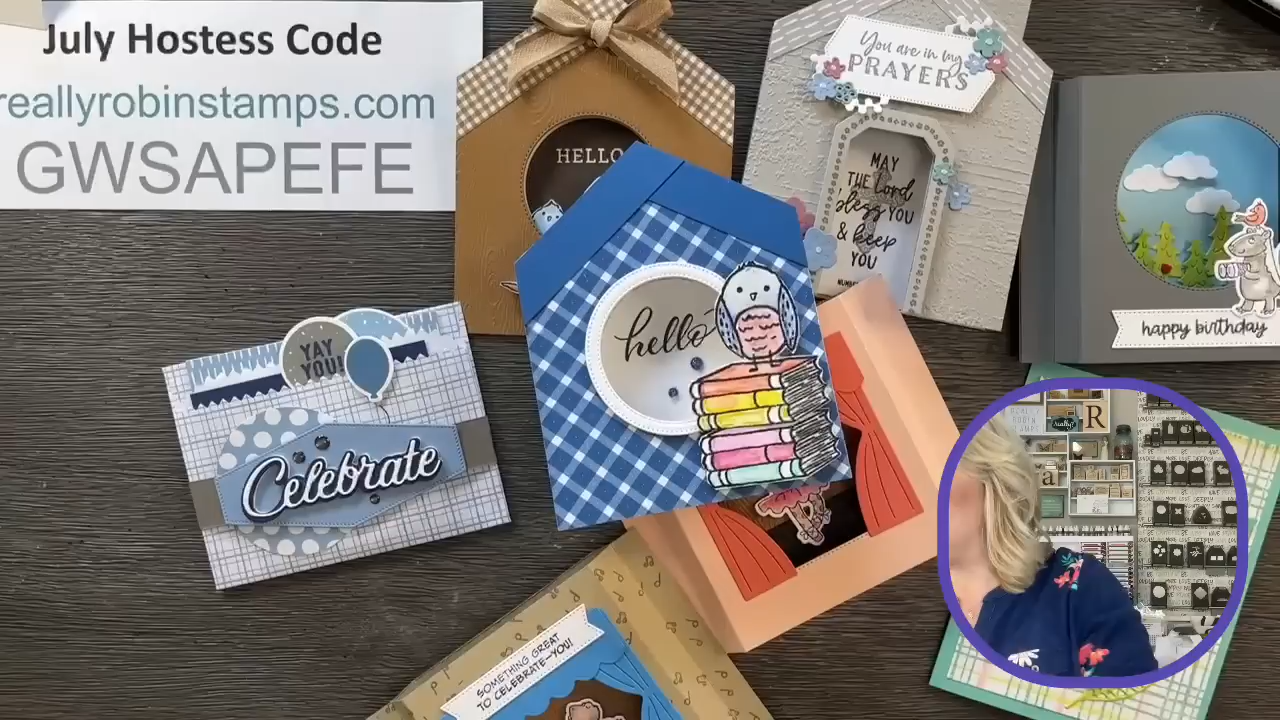 July Hostess Code
reallyrobinstamps.com
GWSAPEFE
HELLO
You are in my
PRAYERS
MAY
THE Lord
bless YOU
& keep
YOU
hello
YAY
YOU!
Celebrate
happy birthday
SOMETHING GREAT
TO CELEBRATE—YOU!
R
a